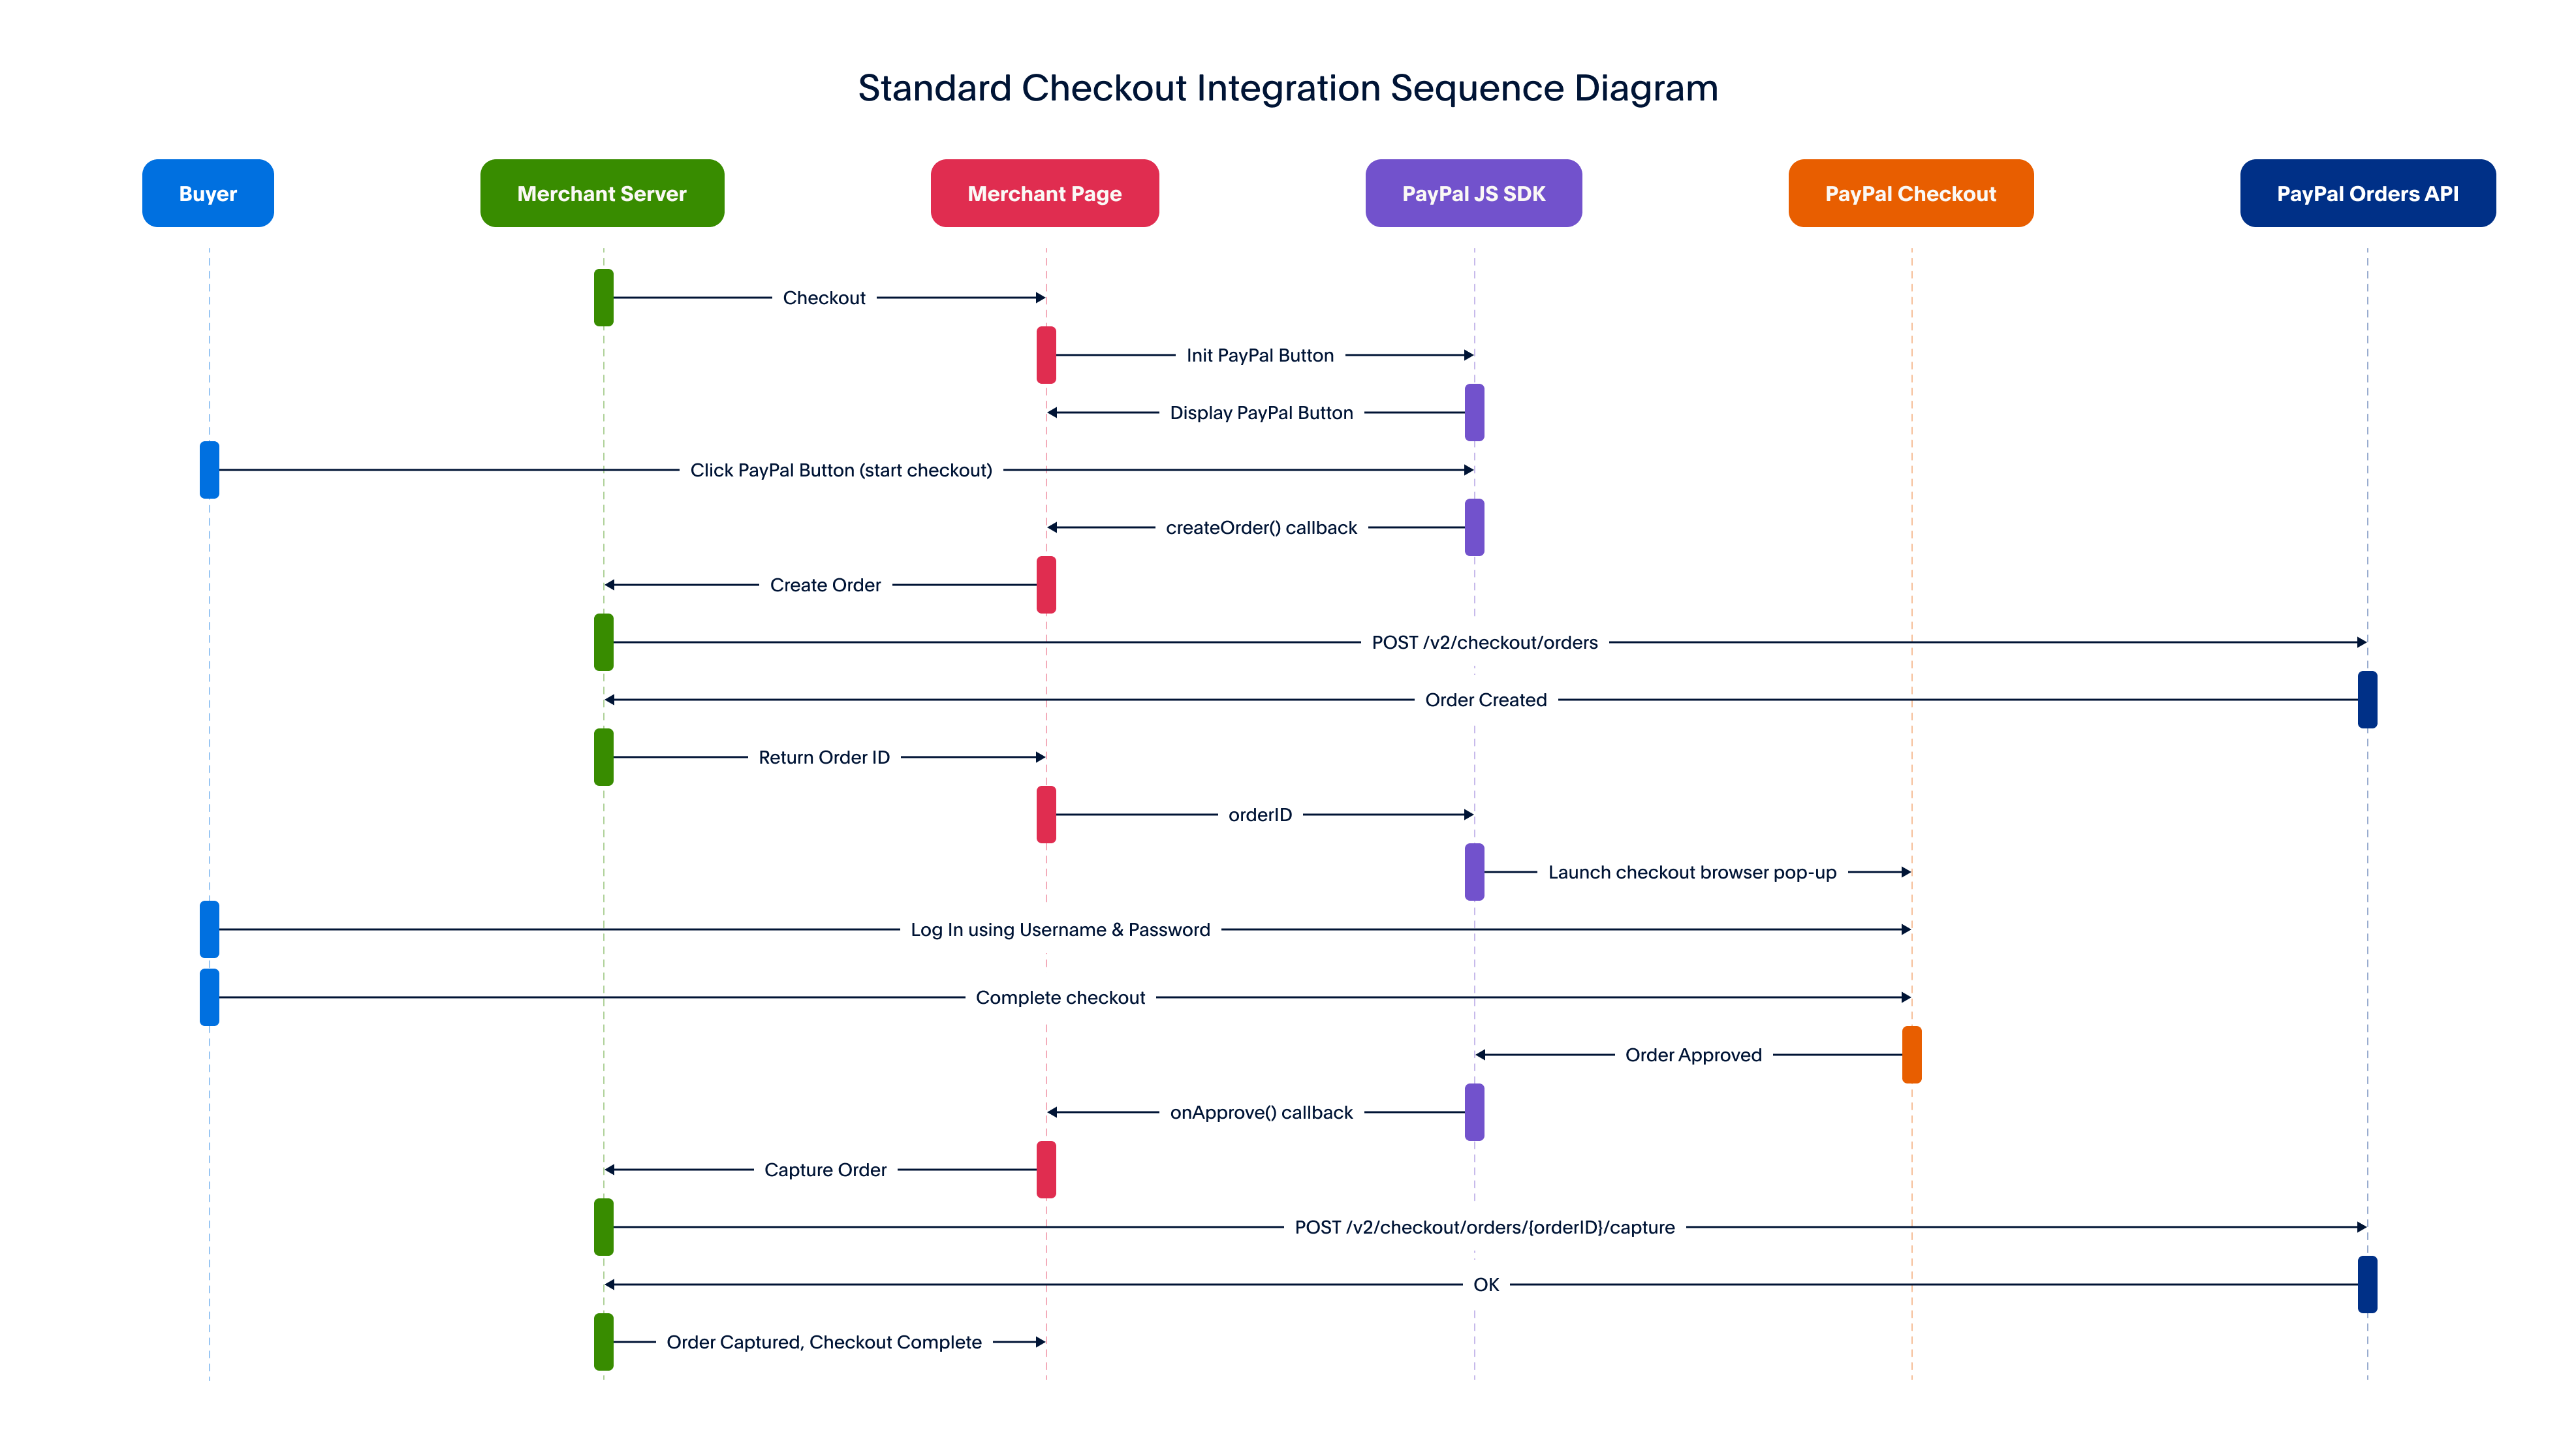 Standard Checkout Integration Sequence Diagram
Buyer
Merchant Server
Merchant Page
PayPal JS SDK
PayPal Checkout
PayPal Orders API
Checkout
Init PayPal Button
Display PayPal Button
Click PayPal Button (start checkout)
createOrder() callback
Create Order
POST /v2/checkout/orders
Order Created
Return Order ID
orderID
Launch checkout browser pop-up
Log In using Username & Password
Complete checkout
Order Approved
onApprove() callback
Capture Order
POST /v2/checkout/orders/{orderID}/capture
OK
Order Captured, Checkout Complete